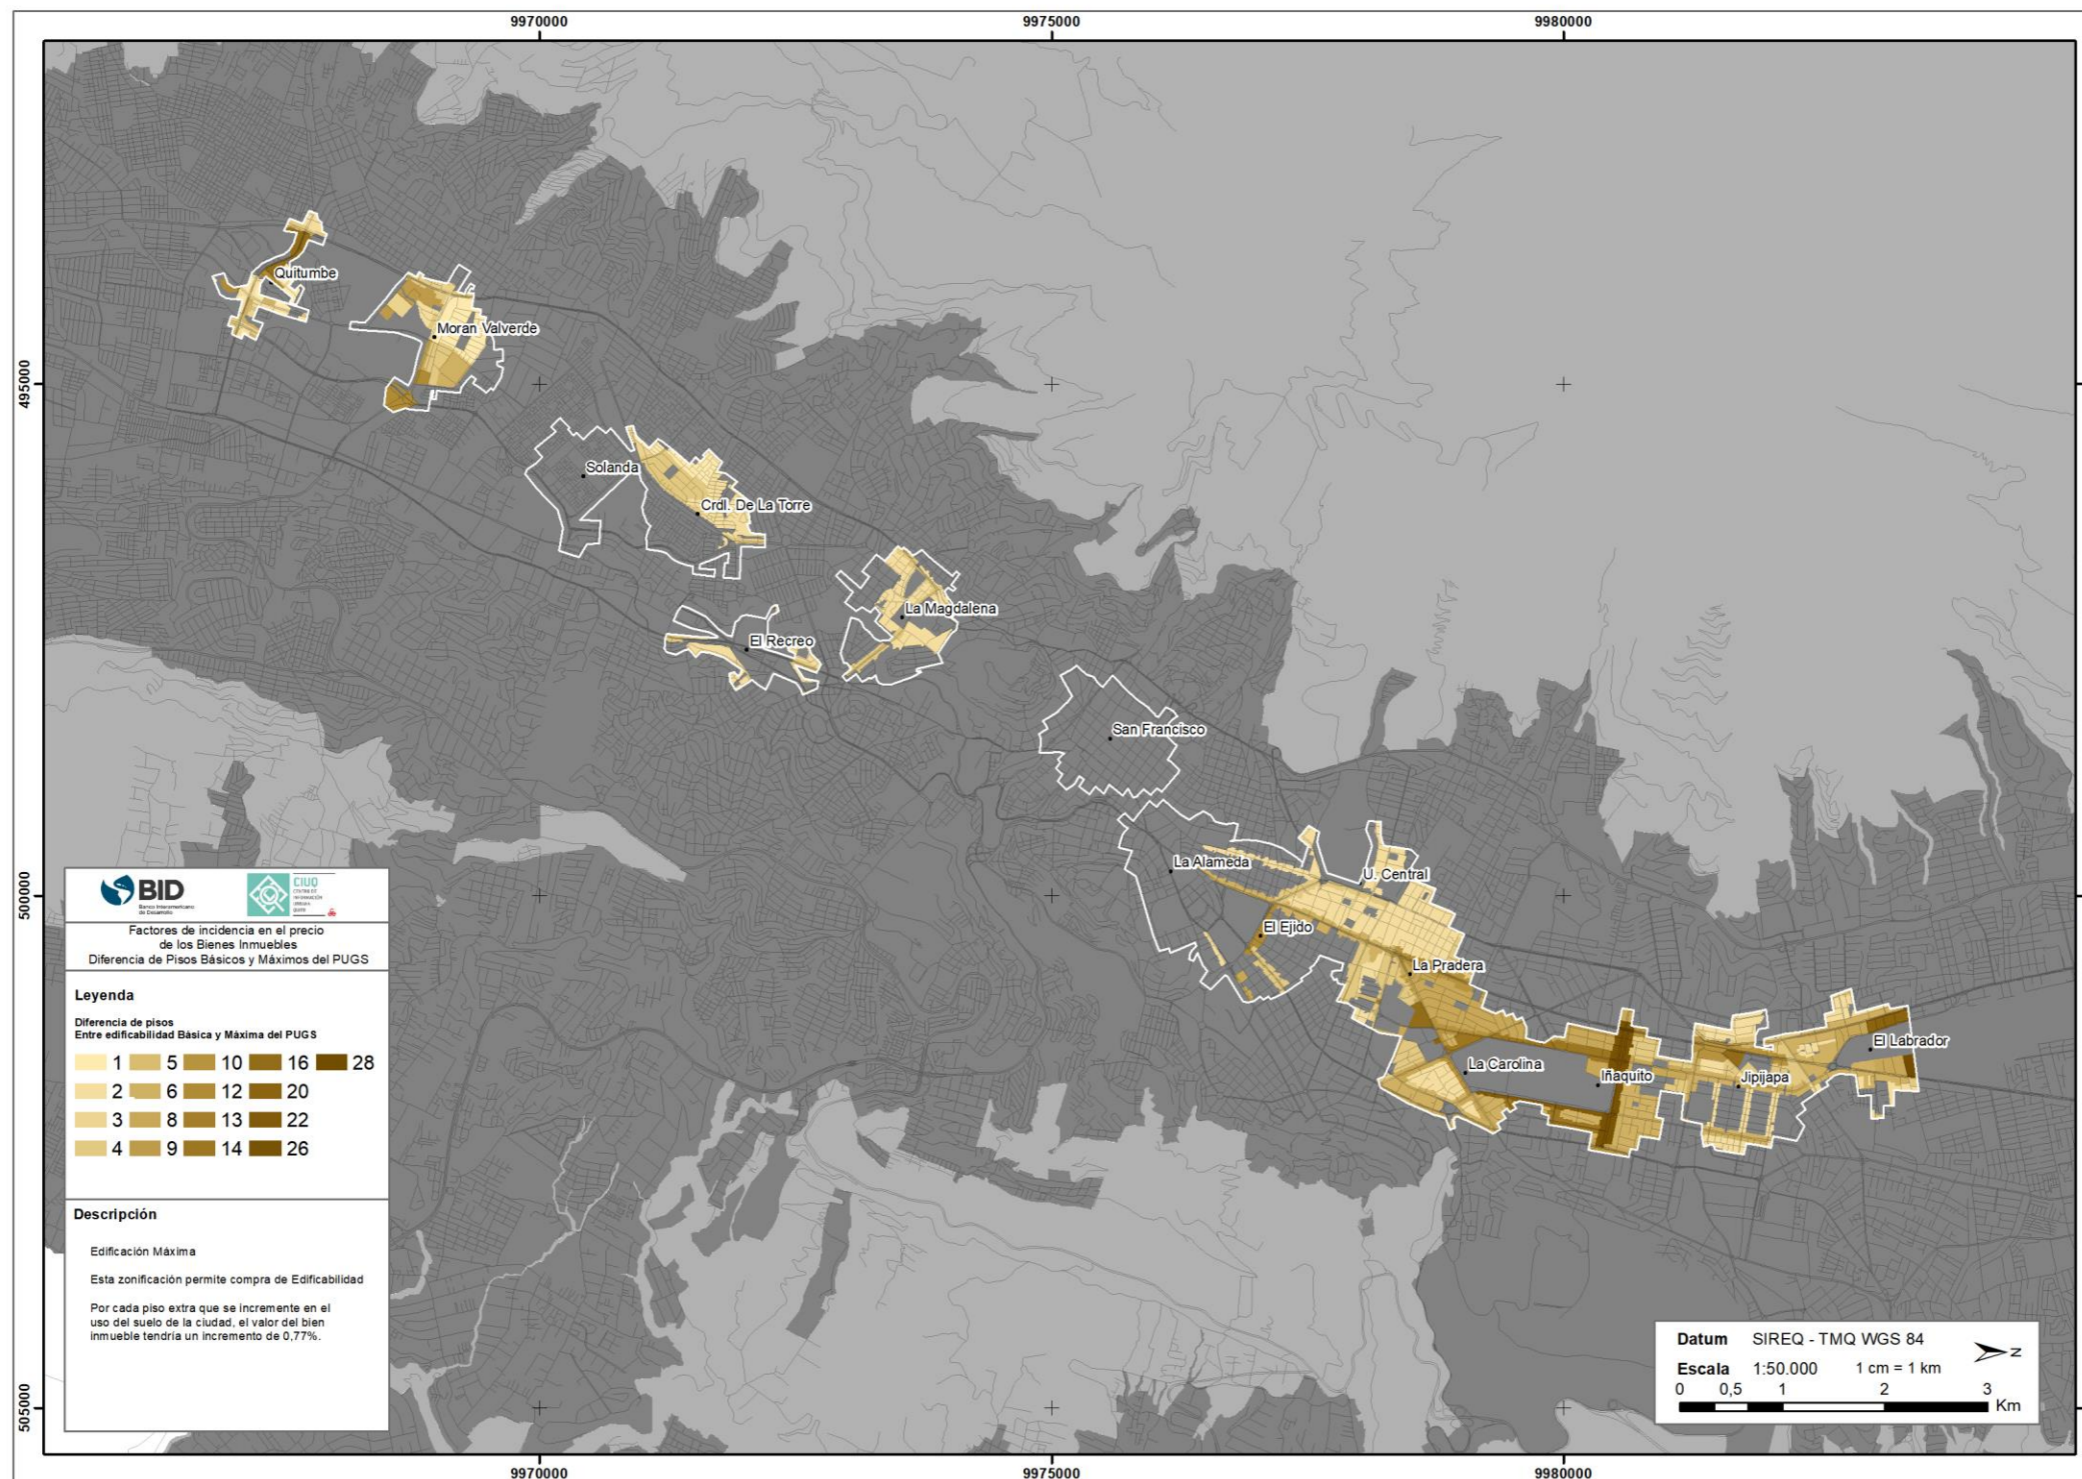 9970000 9975000 9980000
495000
500000
505000
Quitumbe
Moran Valverde
Solanda
Crdl. De La Torre
La Magdalena
El Recreo
San Francisco
La Alameda
U. Central
El Ejido
La Pradera
La Carolina
Iñaquito
Jipijapa
El Labrador
BID
Banco Interamericano
de Desarrollo
CIUQ
Factores de incidencia en el precio
de los Bienes Inmuebles
Diferencia de Pisos Básicos y Máximos del PUGS
Leyenda
Diferencia de pisos
Entre edificabilidad Básica y Máxima del PUGS
1 5 10 16 28
2 6 12 20
3 8 13 22
4 9 14 26
Descripción
Edificación Máxima
Esta zonificación permite compra de Edificabilidad
Por cada piso extra que se incremente en el
uso del suelo de la ciudad, el valor del bien
inmueble tendría un incremento de 0,77%.
Datum SIREQ - TMQ WGS 84
Escala 1:50.000 1 cm = 1 km
N
0 0,5 1 2 3
Km
9970000 9975000 9980000